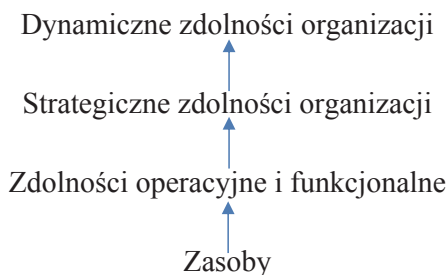 Dynamiczne zdolności organizacji
Strategiczne zdolności organizacji
Zdolności operacyjne i funkcjonalne
Zasoby